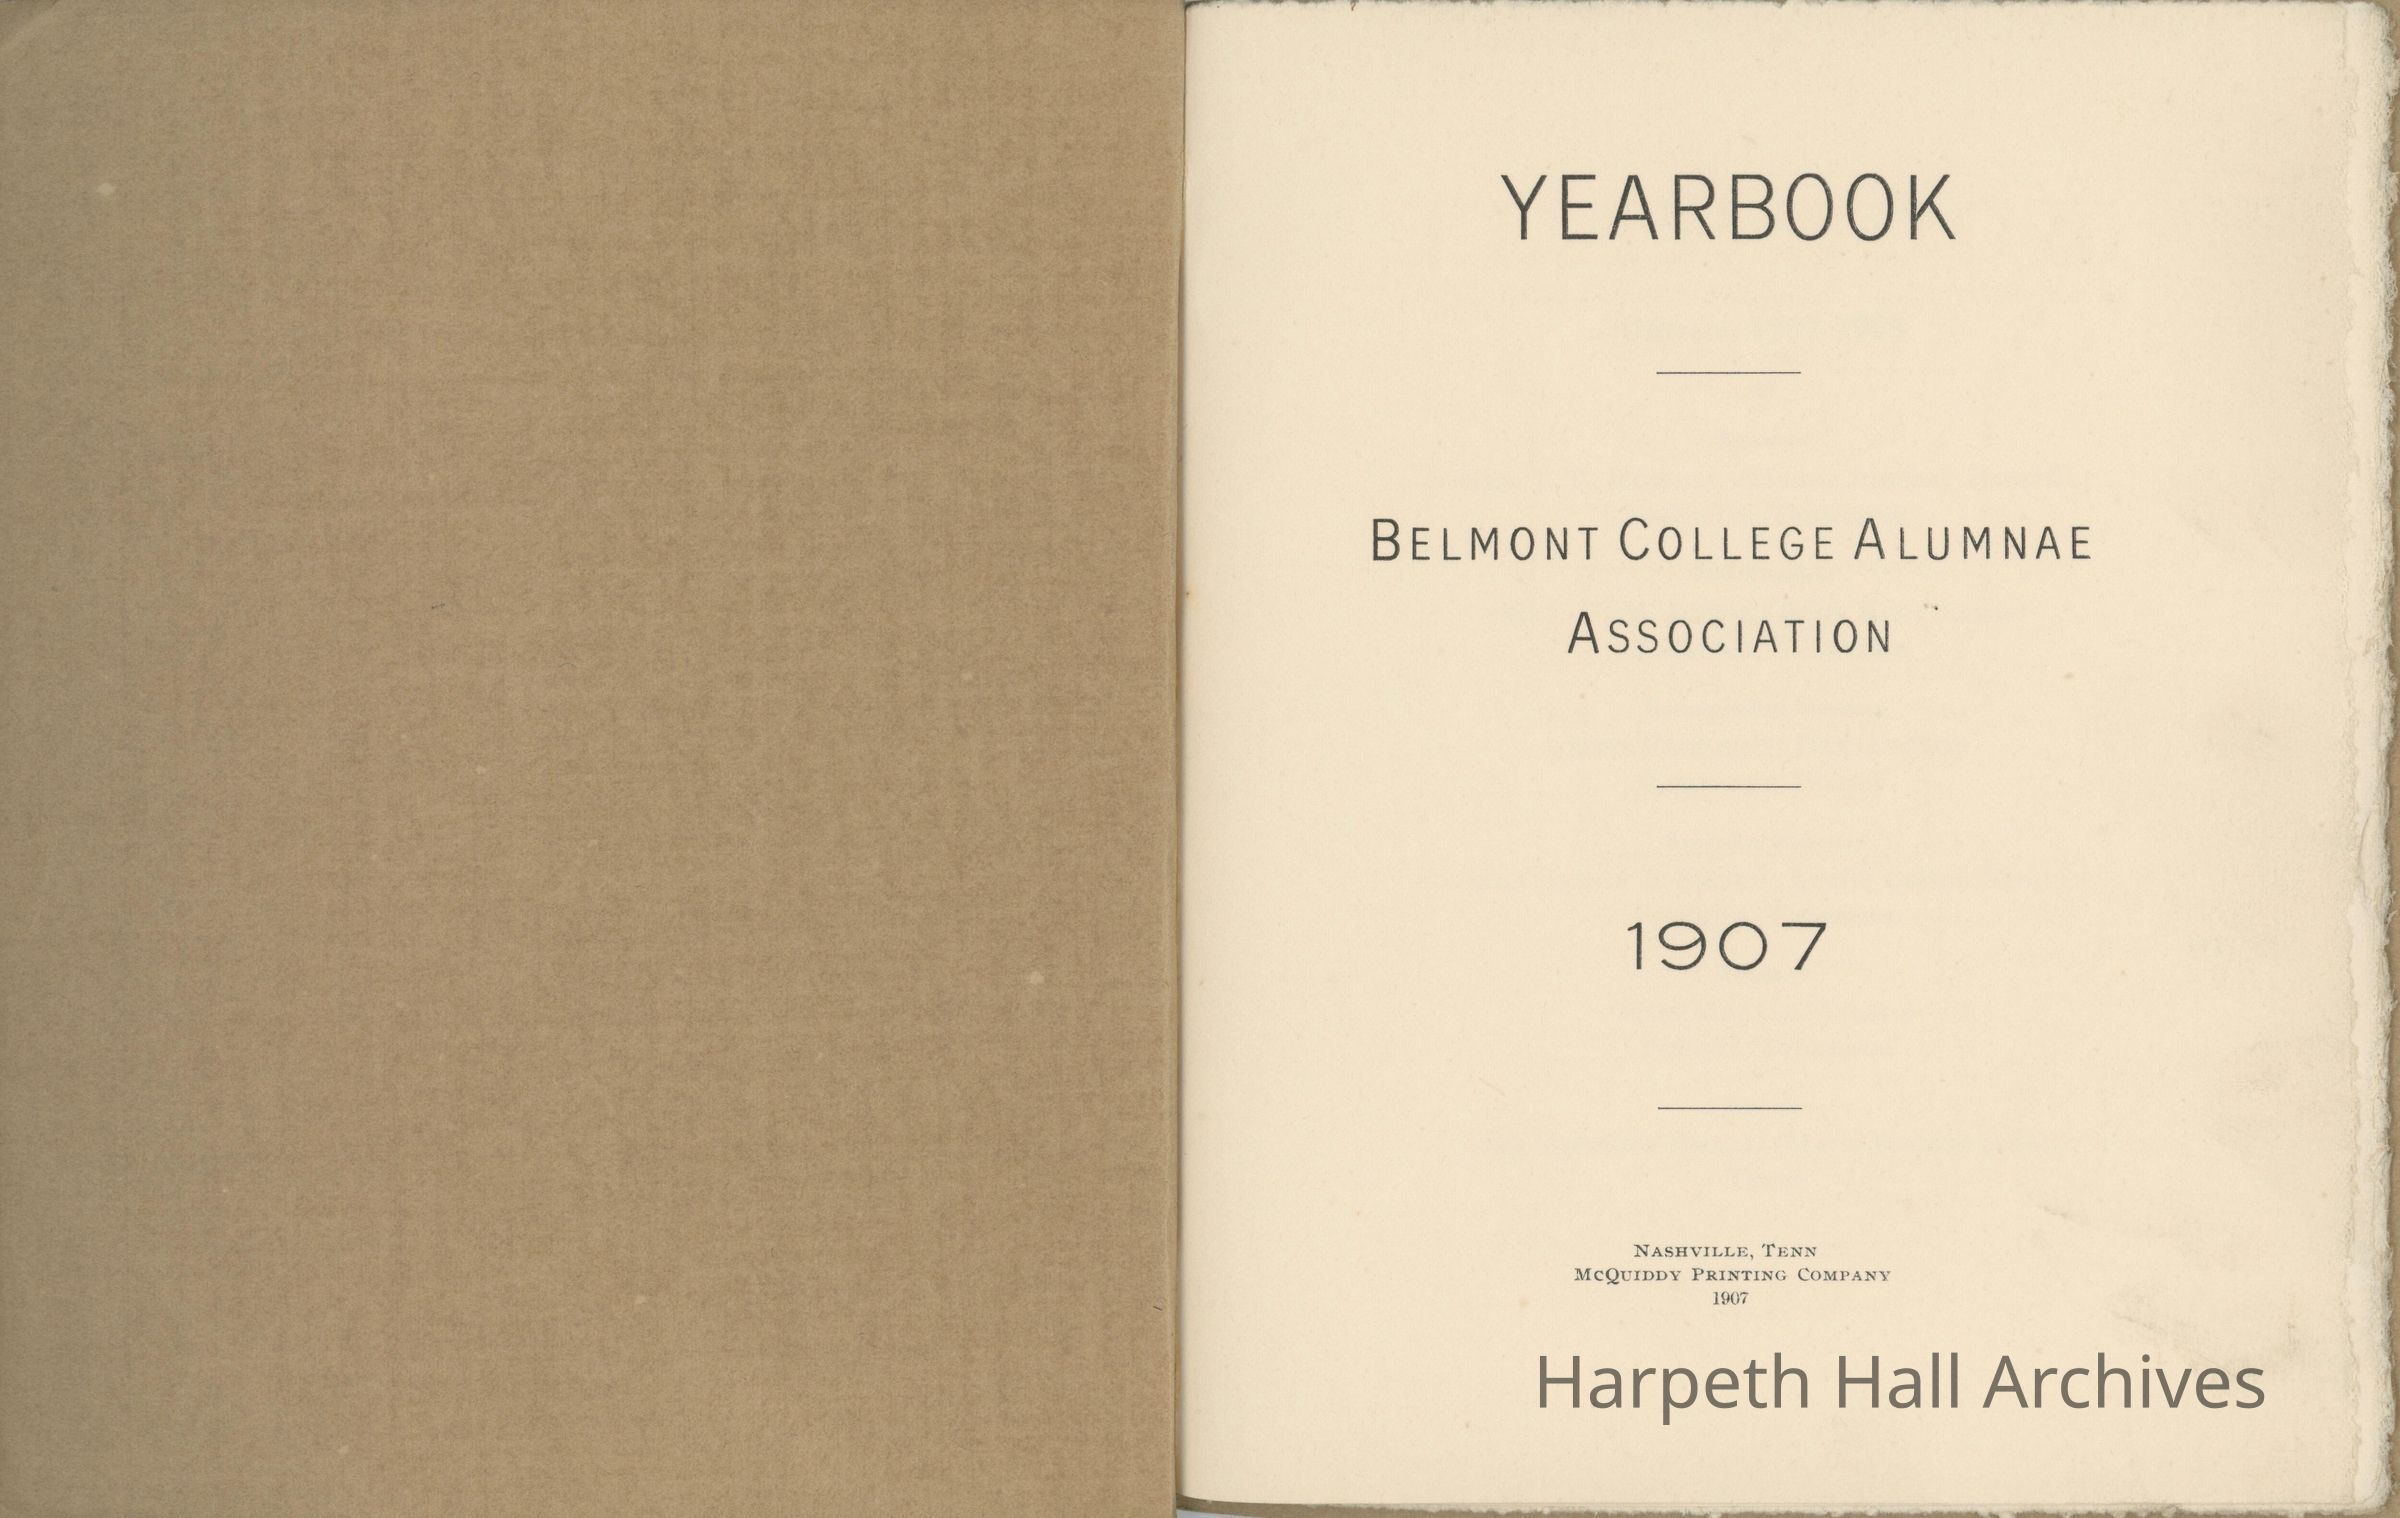 YEARBOOK
BELMONT COLLEGE ALUMNAE
ASSOCIATION
1907
NASHVILLE, TENN
MCQUIDDY PRINTING COMPANY
1907
Harpeth Hall Archives